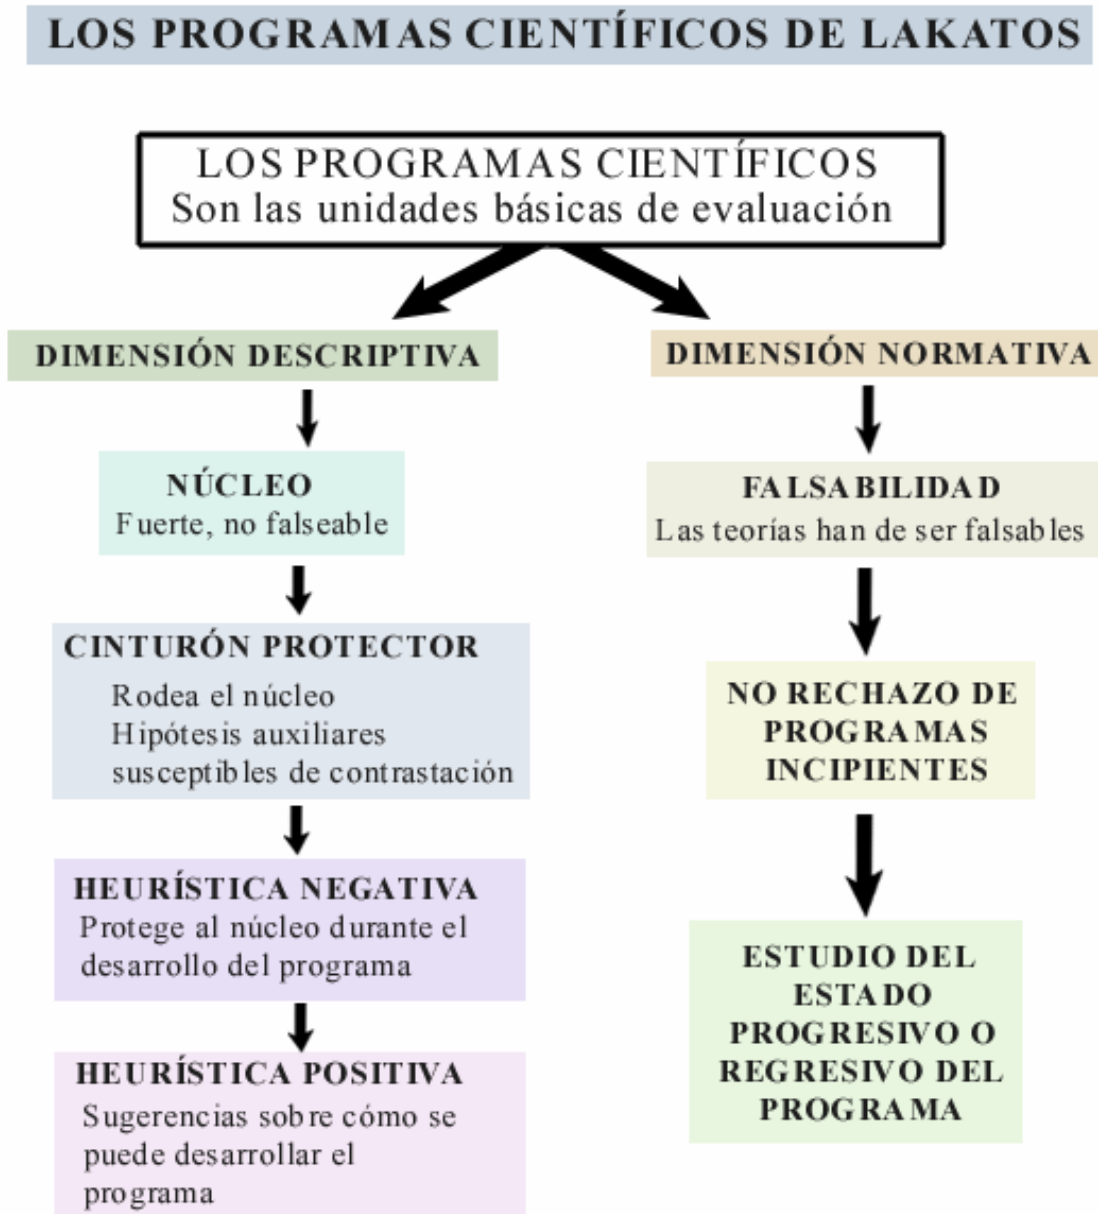 LOS PROGRAMAS CIENTÍFICOS DE LAKATOS
LOS PROGRAMAS CIENTÍFICOS
Son las unidades básicas de evaluación
DIMENSIÓN DESCRIPTIVA
NÚCLEO
Fuerte, no falseable
CINTURÓN PROTECTOR
Rodea el núcleo
Hipótesis auxiliares
susceptibles de contrastación
HEURÍSTICA NEGATIVA
Protege al núcleo durante el
desarrollo del programa
HEURÍSTICA POSITIVA
Sugerencias sobre cómo se
puede desarrollar el
programa
DIMENSIÓN NORMATIVA
FALSABILIDAD
Las teorías han de ser falsables
NO RECHAZO DE
PROGRAMAS
INCIPIENTES
ESTUDIO DEL
ESTADO
PROGRESIVO O
REGRESIVO DEL
PROGRAMA